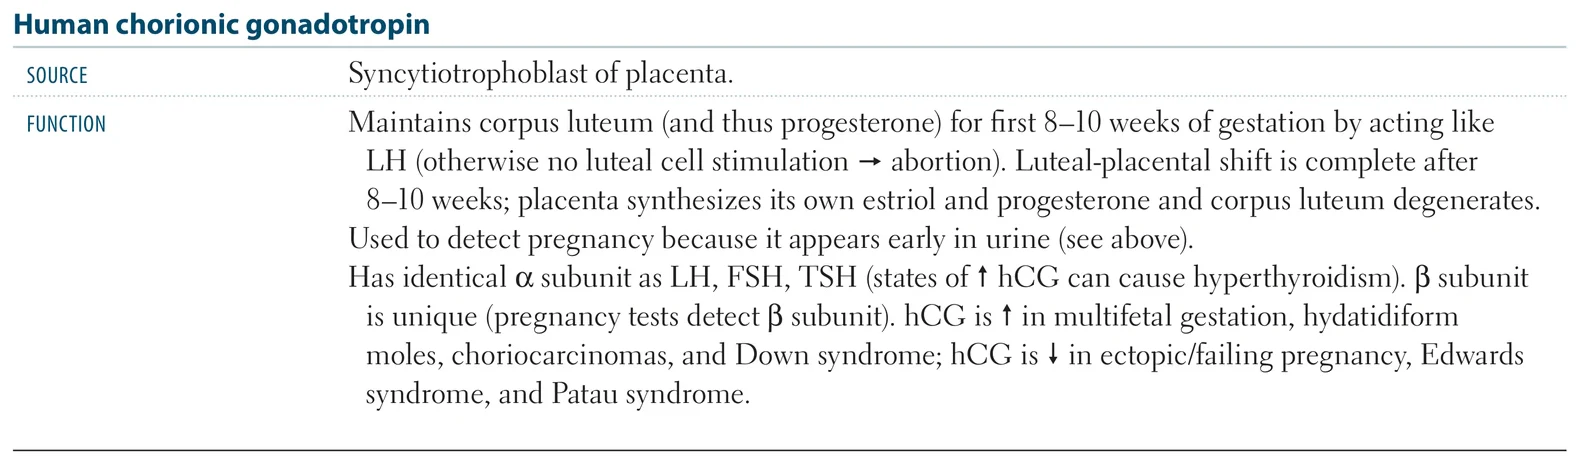 Human chorionic gonadotropin
SOURCE
Syncytiotrophoblast of placenta.
FUNCTION
Maintains corpus luteum (and thus progesterone) for first 8–10 weeks of gestation by acting like
LH (otherwise no luteal cell stimulation → abortion). Luteal-placental shift is complete after
8–10 weeks; placenta synthesizes its own estriol and progesterone and corpus luteum degenerates.
Used to detect pregnancy because it appears early in urine (see above).
Has identical α subunit as LH, FSH, TSH (states of ↑ hCG can cause hyperthyroidism). β subunit
is unique (pregnancy tests detect β subunit). hCG is ↑ in multifetal gestation, hydatidiform
moles, choriocarcinomas, and Down syndrome; hCG is ↓ in ectopic/failing pregnancy, Edwards
syndrome, and Patau syndrome.